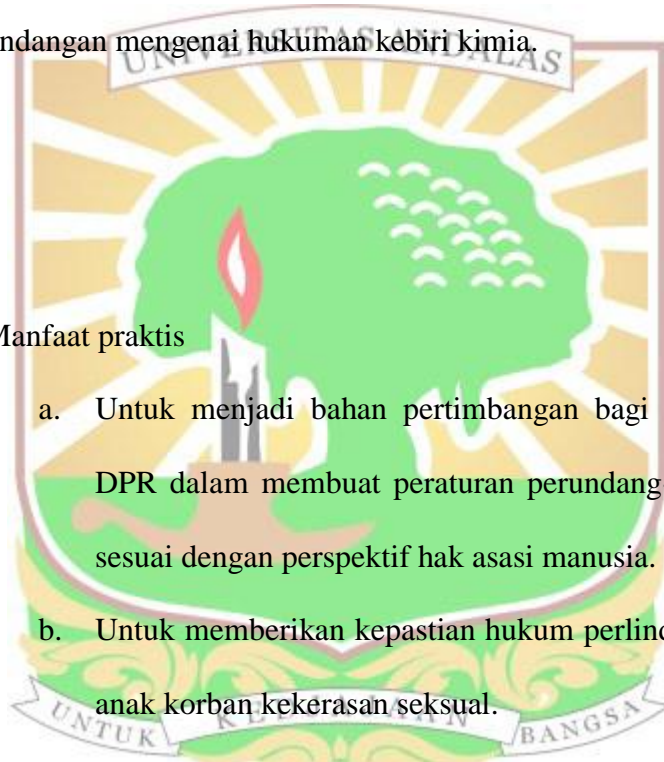 ndangan mengenai hukuman kebiri kimia.
UNIVERSITAS ANDALAS
Manfaat praktis
a. Untuk menjadi bahan pertimbangan bagi
DPR dalam membuat peraturan perundang-
sesuai dengan perspektif hak asasi manusia.
b. Untuk memberikan kepastian hukum perlind
anak korban kekerasan seksual.
UNTUK KEDJAJAAN BANGSA